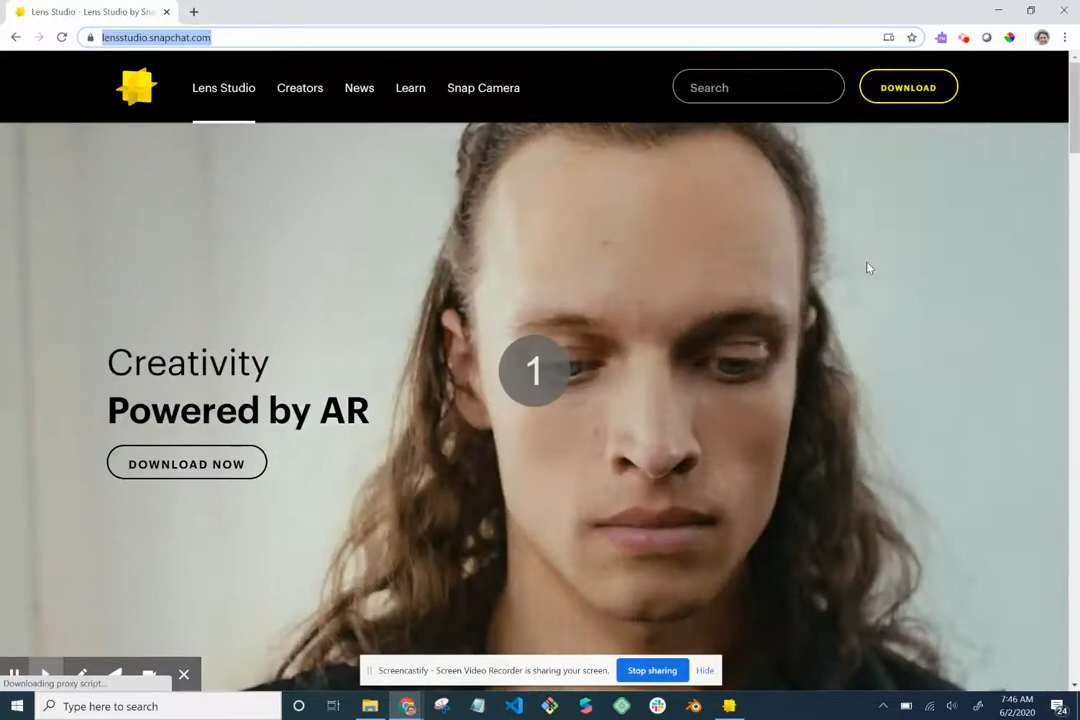 Lens Studio - Lens Studio by Sna
lensstudio.snapchat.com
Lens Studio
Creators
News
Learn
Snap Camera
Search
DOWNLOAD
Creativity
Powered by AR
DOWNLOAD NOW
1
Screencastify - Screen Video Recorder is sharing your screen.
Stop sharing
Hide
Downloading proxy script...
Type here to search
7:46 AM
6/2/2020
24